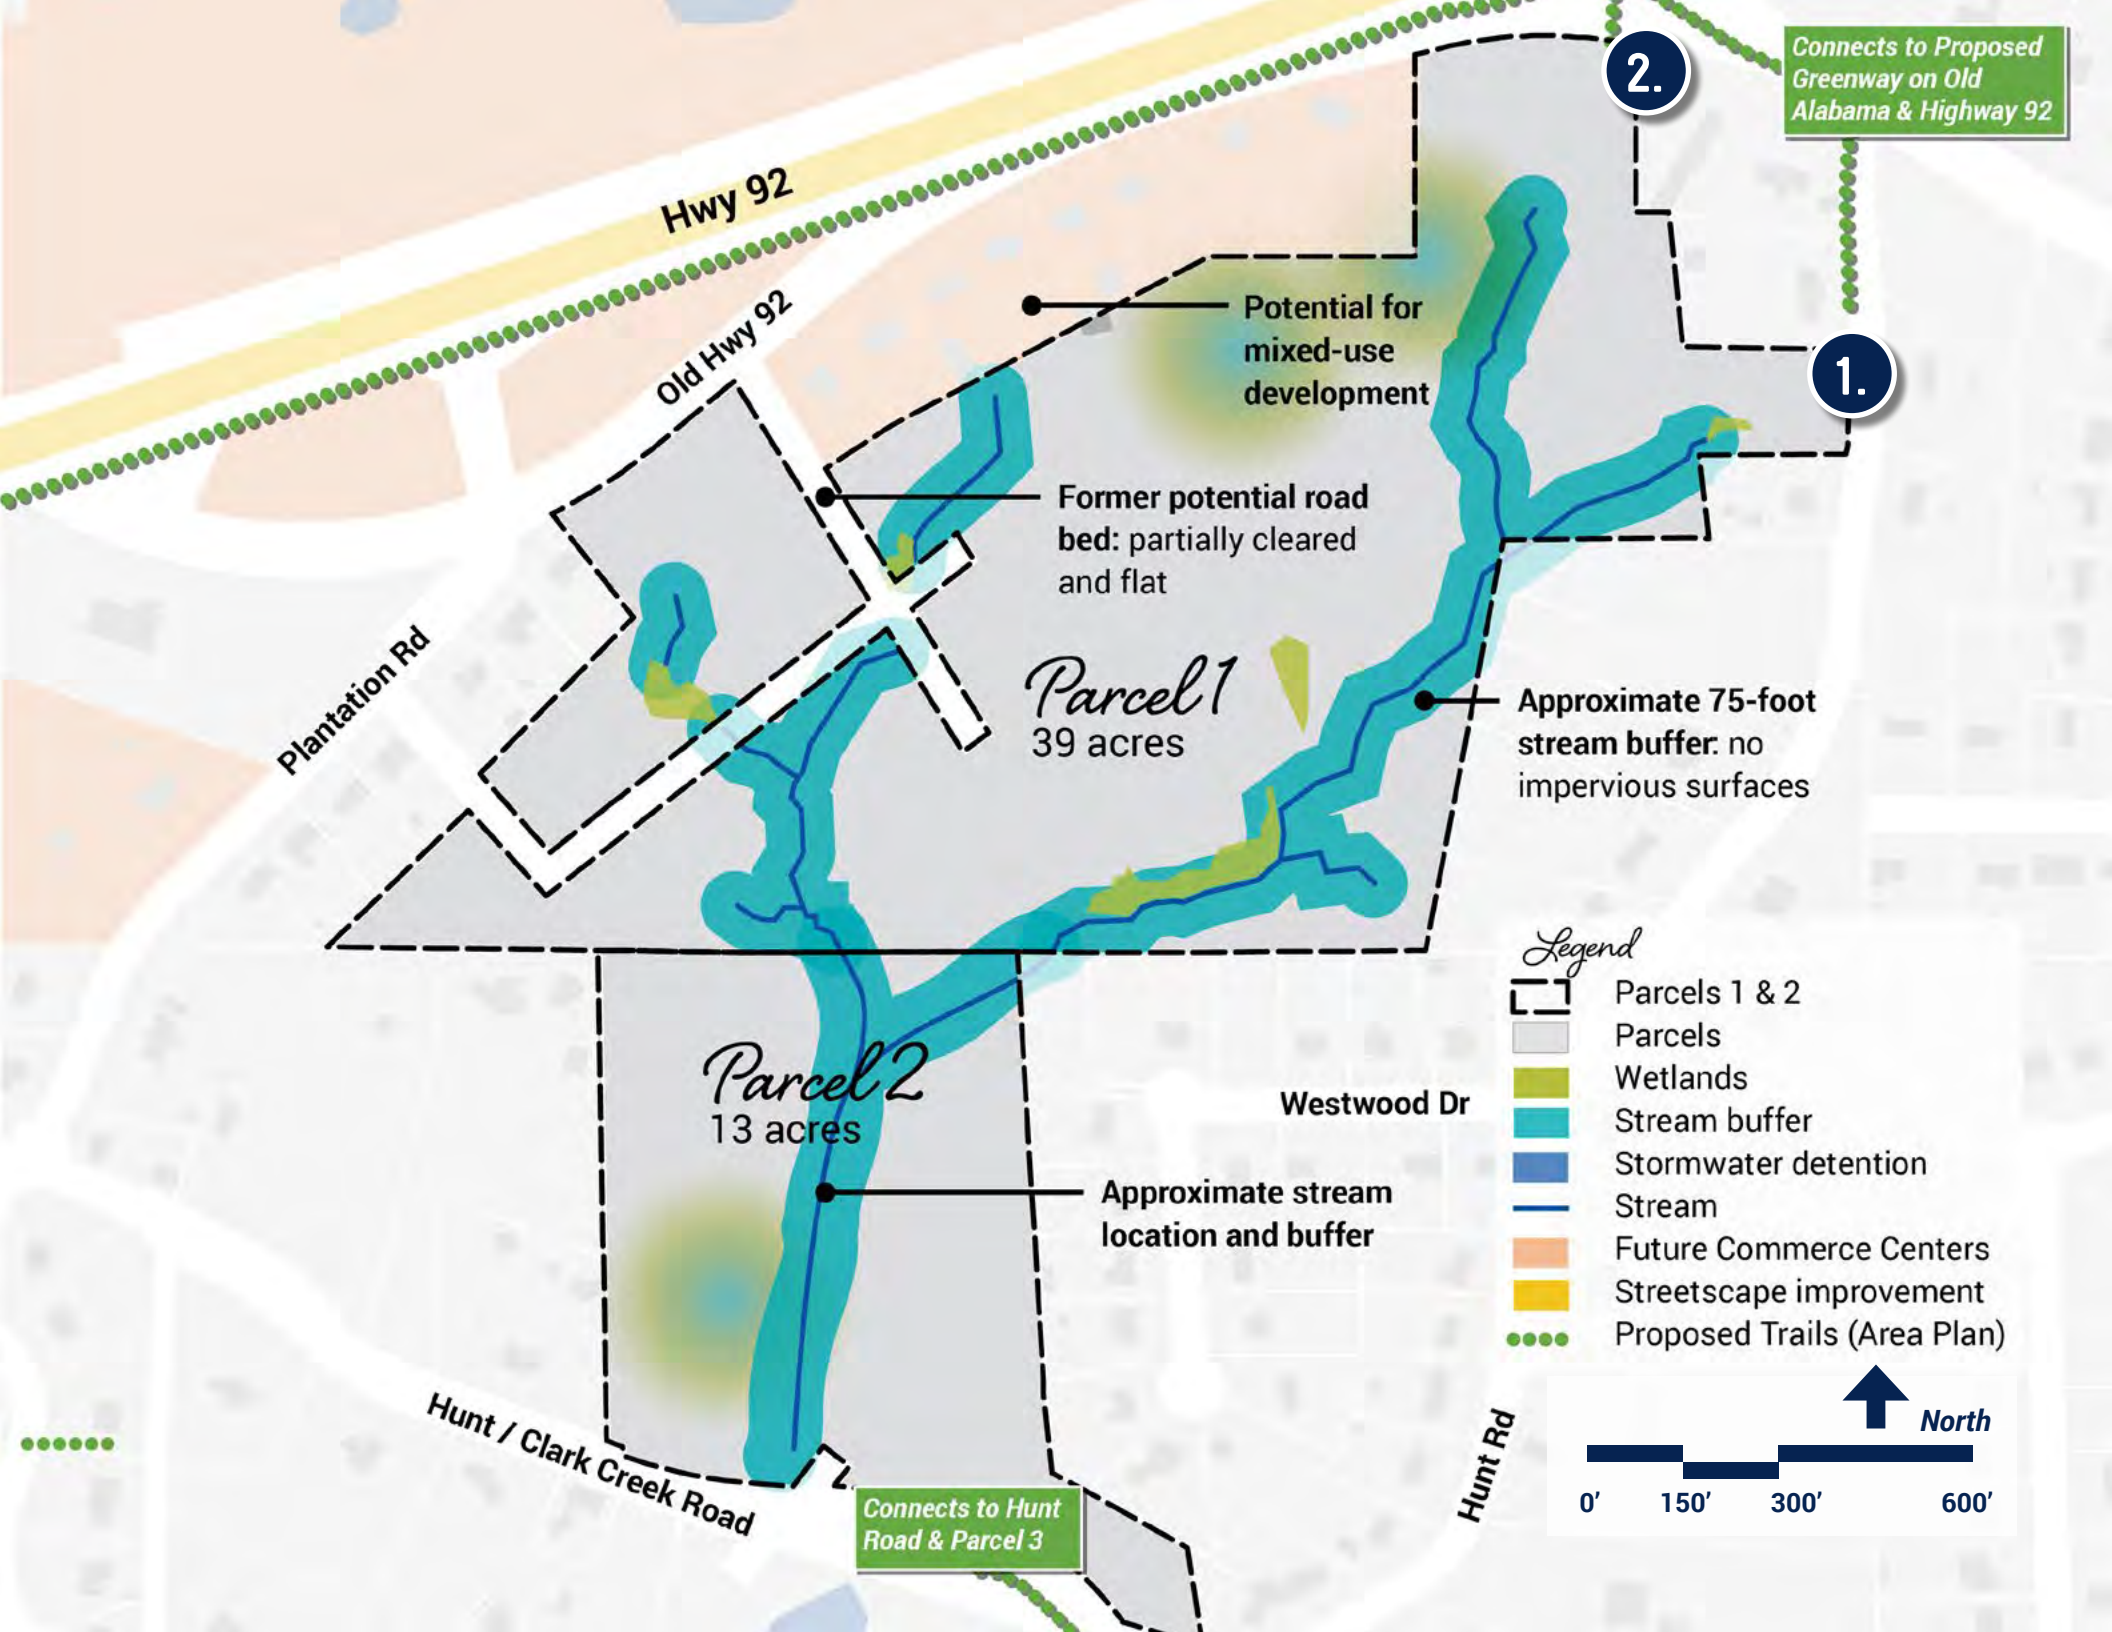 2.
Connects to Proposed
Greenway on Old
Alabama & Highway 92
Hwy 92
Old Hwy 92
Potential for
mixed-use
development
1.
Former potential road
bed: partially cleared
and flat
Plantation Rd
Parcel 1
39 acres
Approximate 75-foot
stream buffer: no
impervious surfaces
Parcel 2
13 acres
Westwood Dr
Approximate stream
location and buffer
Hunt / Clark Creek Road
Connects to Hunt
Road & Parcel 3
Hunt Rd
Legend
Parcels 1 & 2
Parcels
Wetlands
Stream buffer
Stormwater detention
Stream
Future Commerce Centers
Streetscape improvement
Proposed Trails (Area Plan)
North
0’ 150’ 300’ 600’